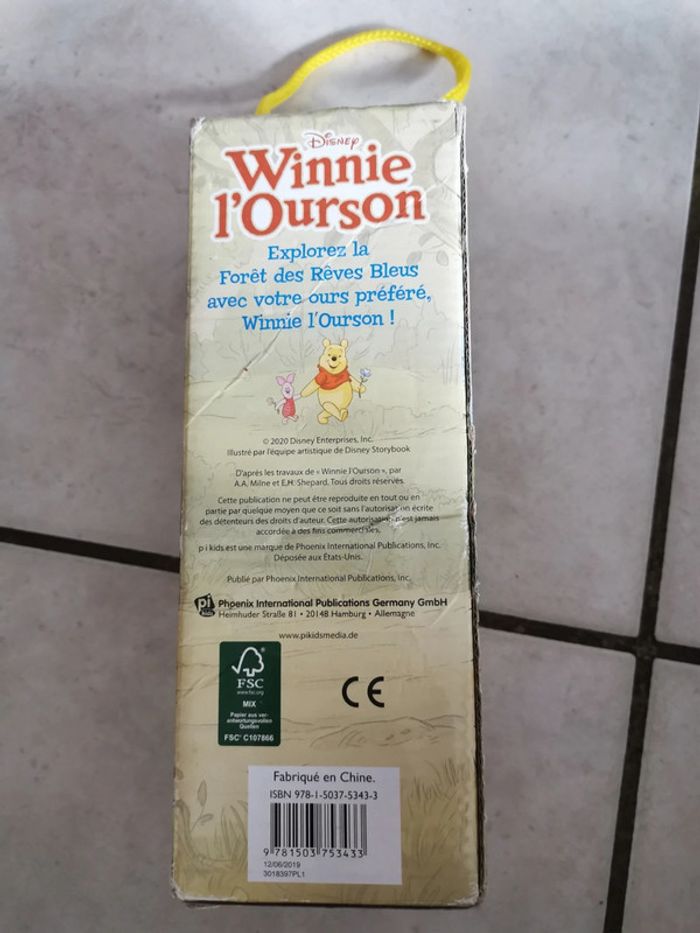 Disney
Winnie
l'Ourson
Explorez la
Forêt des Rêves Bleus
avec votre ours préféré,
Winnie l'Ourson !
© 2020 Disney Enterprises, Inc.
Illustré par l'équipe artistique de Disney Storybook
D'après les travaux de « Winnie l'Ourson », par
A.A. Milne et E.H. Shepard. Tous droits réservés.
Cette publication ne peut être reproduite en tout ou en
partie par quelque moyen que ce soit sans l'autorisation écrite
des détenteurs des droits d'auteur. Cette autorisation n'est jamais
accordée à des fins commerciales.
p i kids est une marque de Phoenix International Publications, Inc.
Déposée aux États-Unis.
Publié par Phoenix International Publications, Inc.
pi kids Phoenix International Publications Germany GmbH
Heimhuder Straße 81 • 20148 Hamburg • Allemagne
www.pikidsmedia.de
FSC
www.fsc.org
MIX
Papier aus ver-
antwortungsvollen
Quellen
FSC® C107866
CE
Fabriqué en Chine.
ISBN 978-1-5037-5343-3
9 781503 753433
12/06/2019
3018397PL1